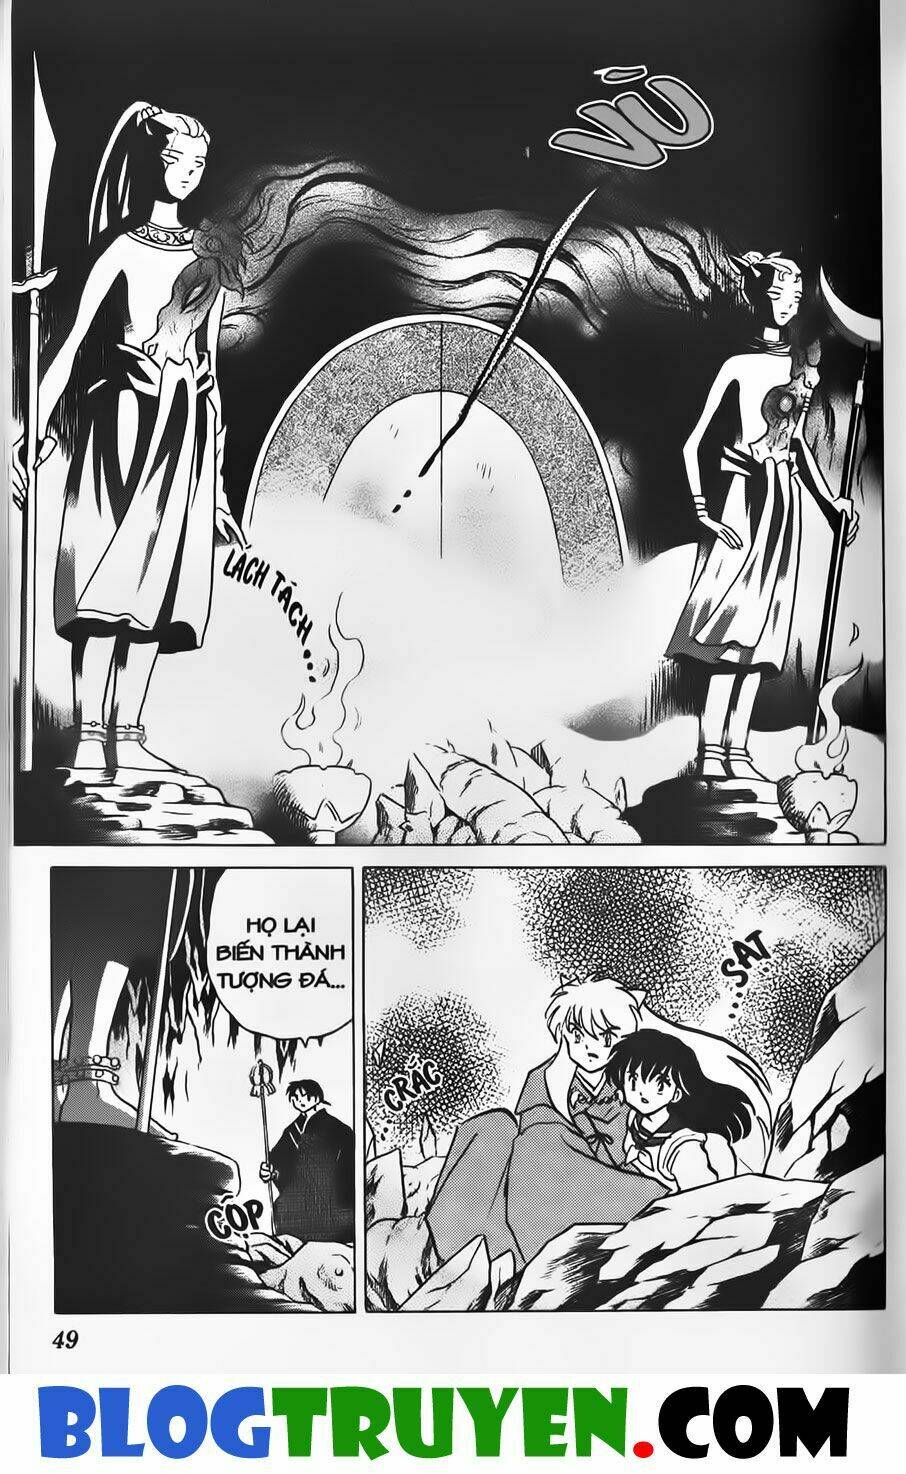 VÙ
LÁCH TÁCH...
HỌ LẠI
BIẾN THÀNH
TƯỢNG ĐÁ...
SẠT
CRẮC
CỘP
49
BLOGTRUYEN.COM